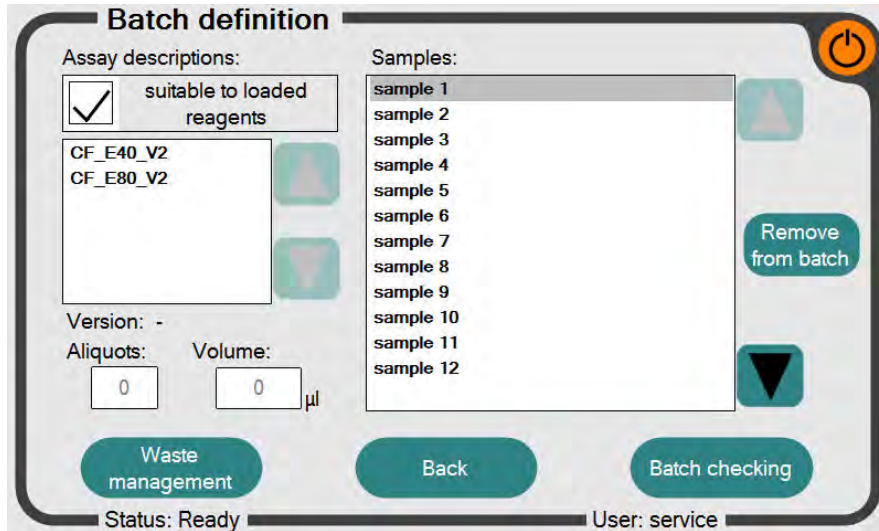 Batch definition
Assay descriptions:
suitable to loaded
reagents
CF_E40_V2
CF_E80_V2
Version: -
Aliquots:
Volume:
0
0
µl
Samples:
sample 1
sample 2
sample 3
sample 4
sample 5
sample 6
sample 7
sample 8
sample 9
sample 10
sample 11
sample 12
Remove
from batch
Waste
management
Back
Batch checking
Status: Ready
User: service